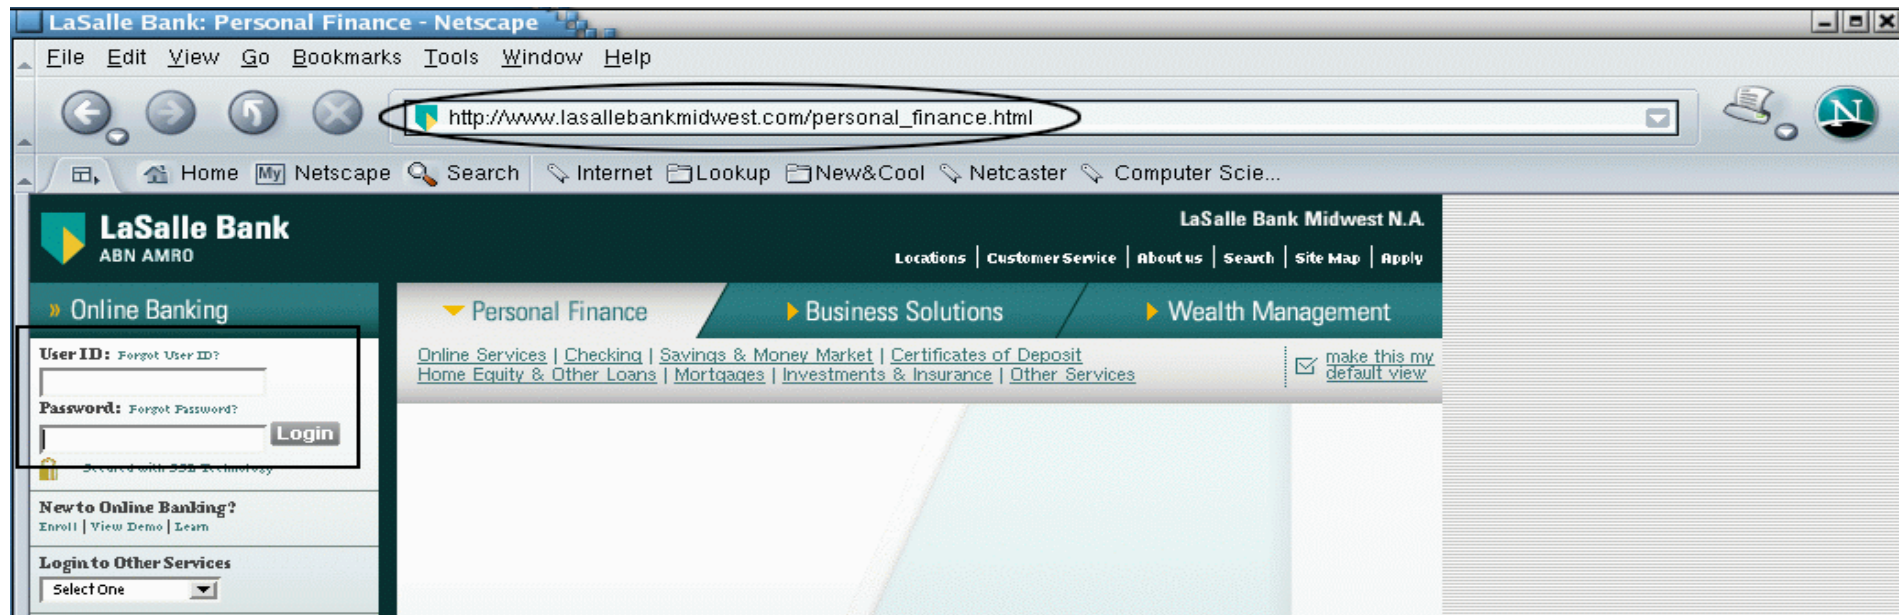 LaSalle Bank: Personal Finance - Netscape
File Edit View Go Bookmarks Tools Window Help
http://www.lasallebankmidwest.com/personal_finance.html
N
Home My Netscape Search Internet Lookup New&Cool Netcaster Computer Scie...
LaSalle Bank
ABN AMRO
LaSalle Bank Midwest N.A.
Locations | Customer Service | About us | Search | Site Map | Apply
» Online Banking
Personal Finance Business Solutions Wealth Management
User ID: Forgot User ID?
Password: Forgot Password?
Login
Secured with SSL Technology
New to Online Banking?
Enroll | View Demo | Learn
Login to Other Services
Select One
Online Services | Checking | Savings & Money Market | Certificates of Deposit
Home Equity & Other Loans | Mortgages | Investments & Insurance | Other Services
make this my
default view